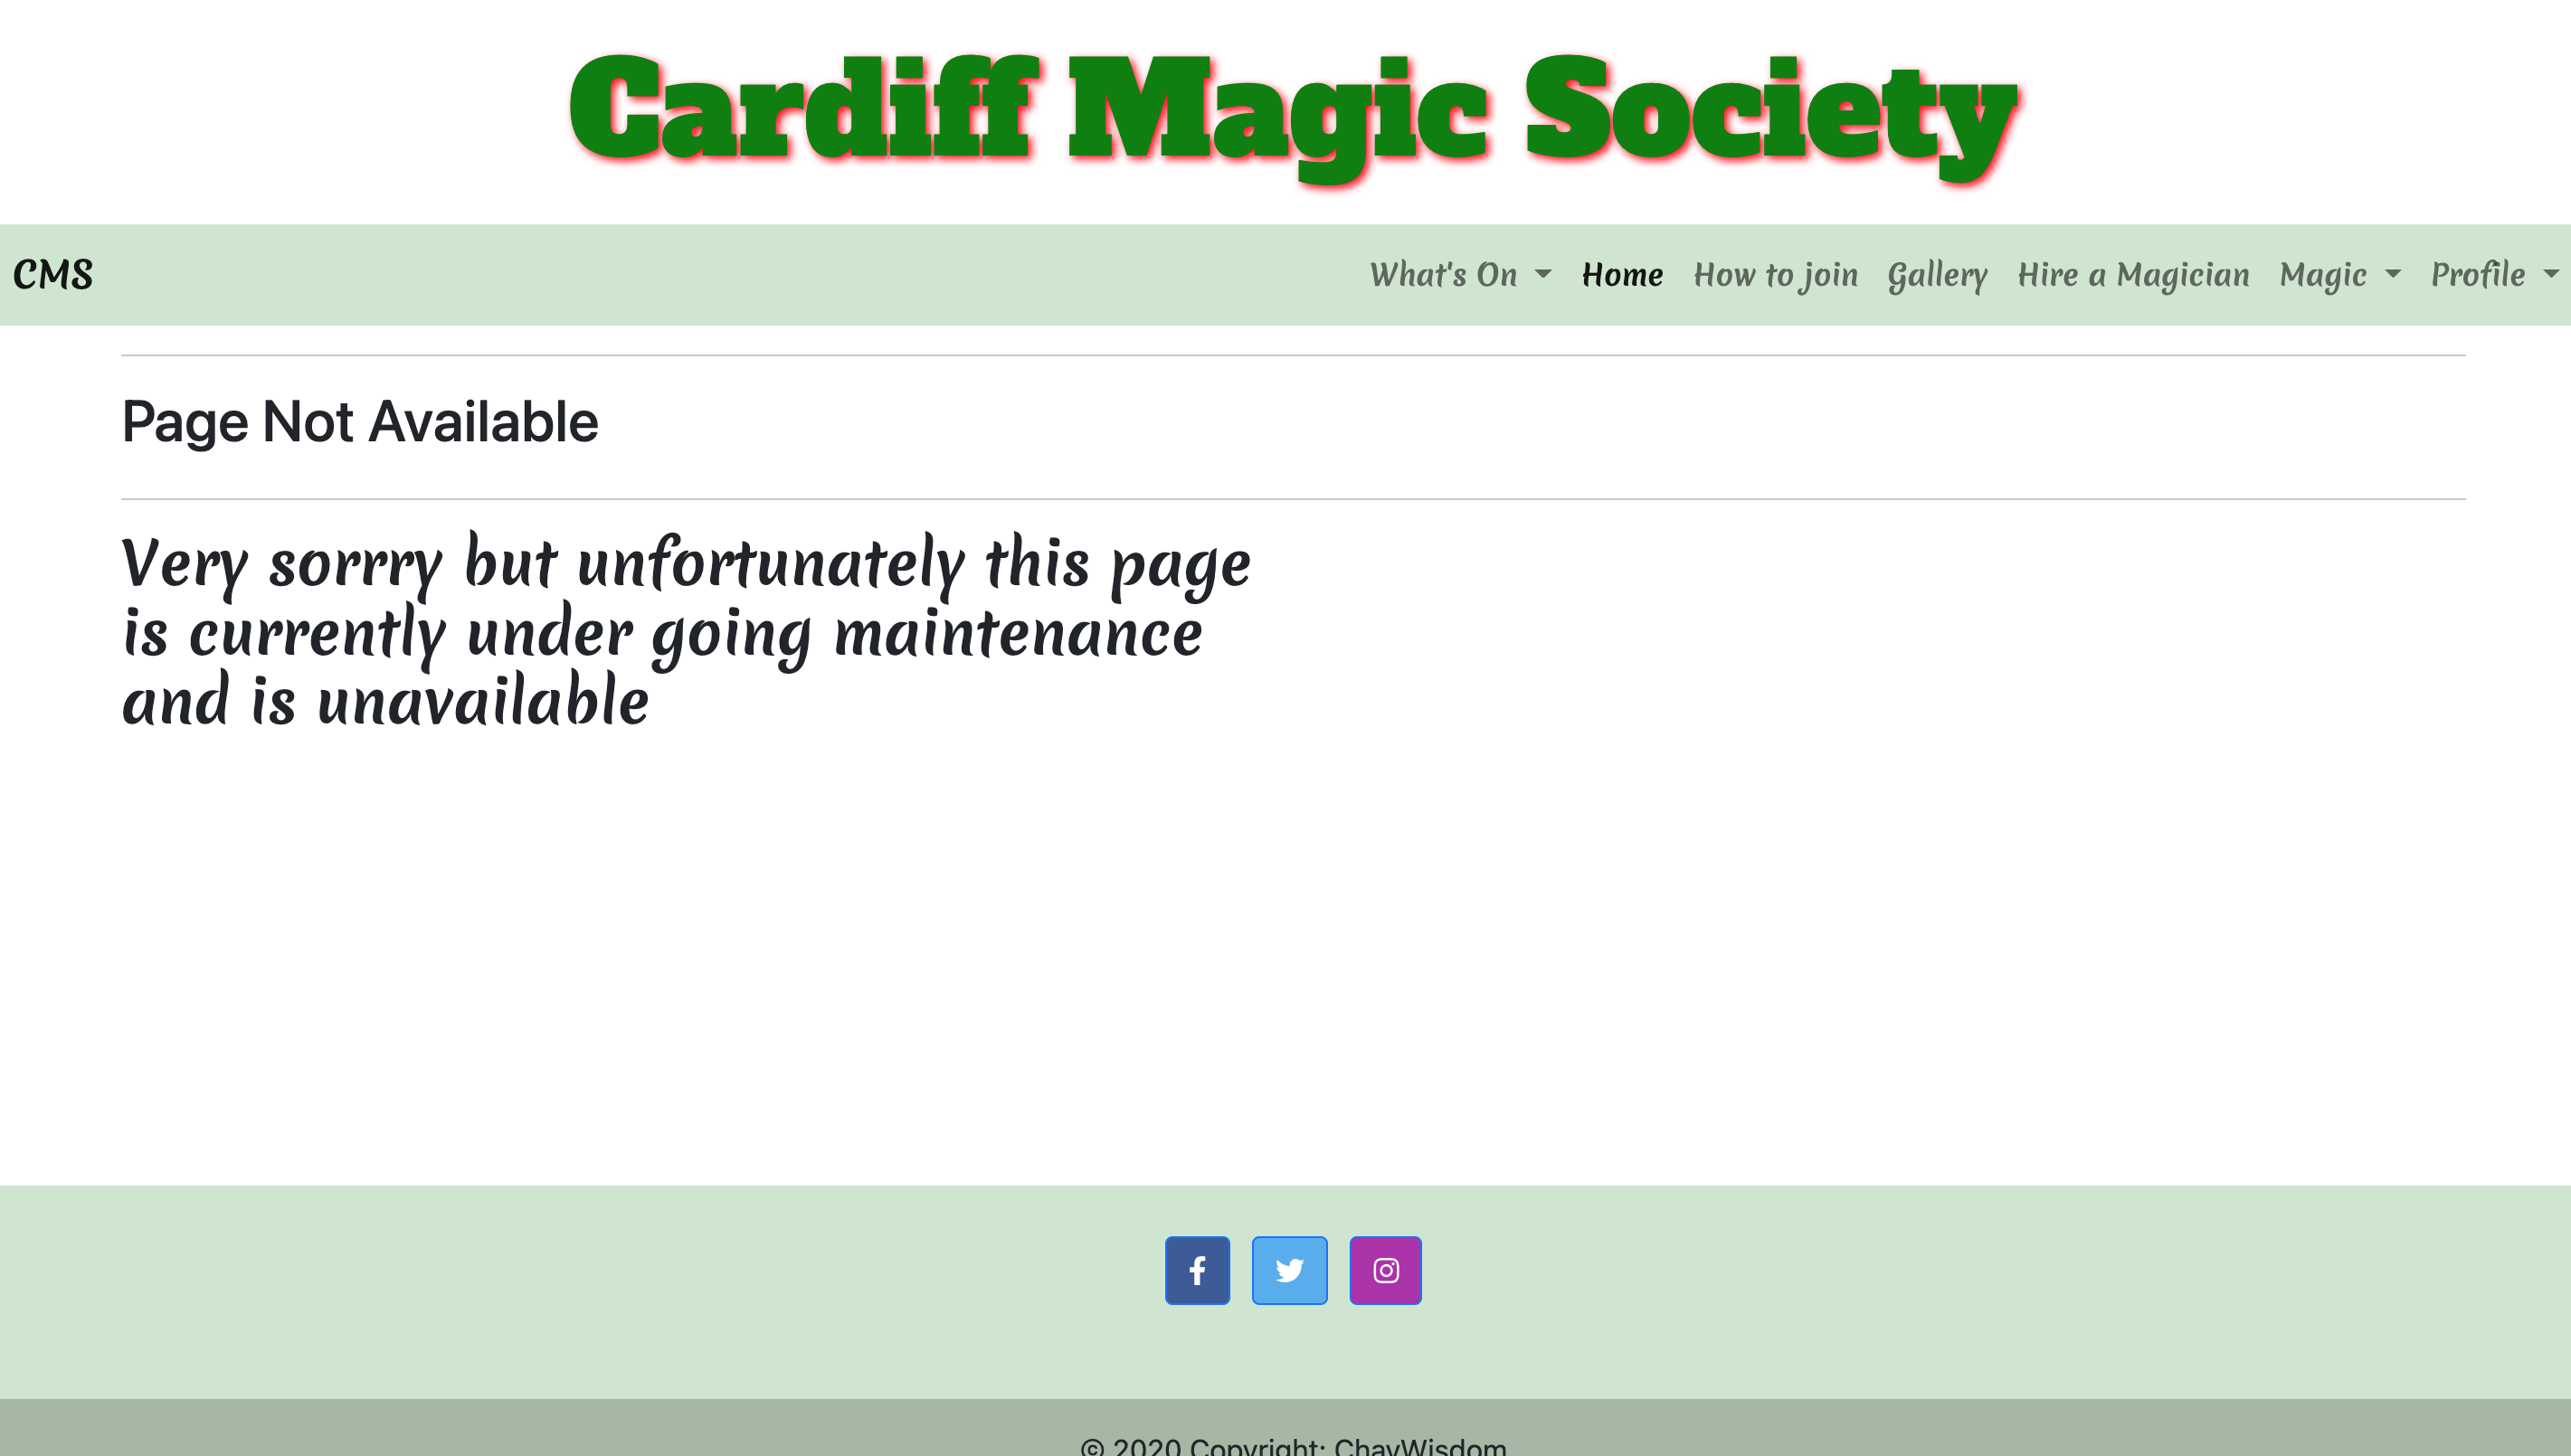 Cardiff Magic Society
CMS What's On Home How to join Gallery Hire a Magician Magic Profile
Page Not Available
Very sorrry but unfortunately this page
is currently under going maintenance
and is unavailable
© 2020 Copyright: ChayWisdom